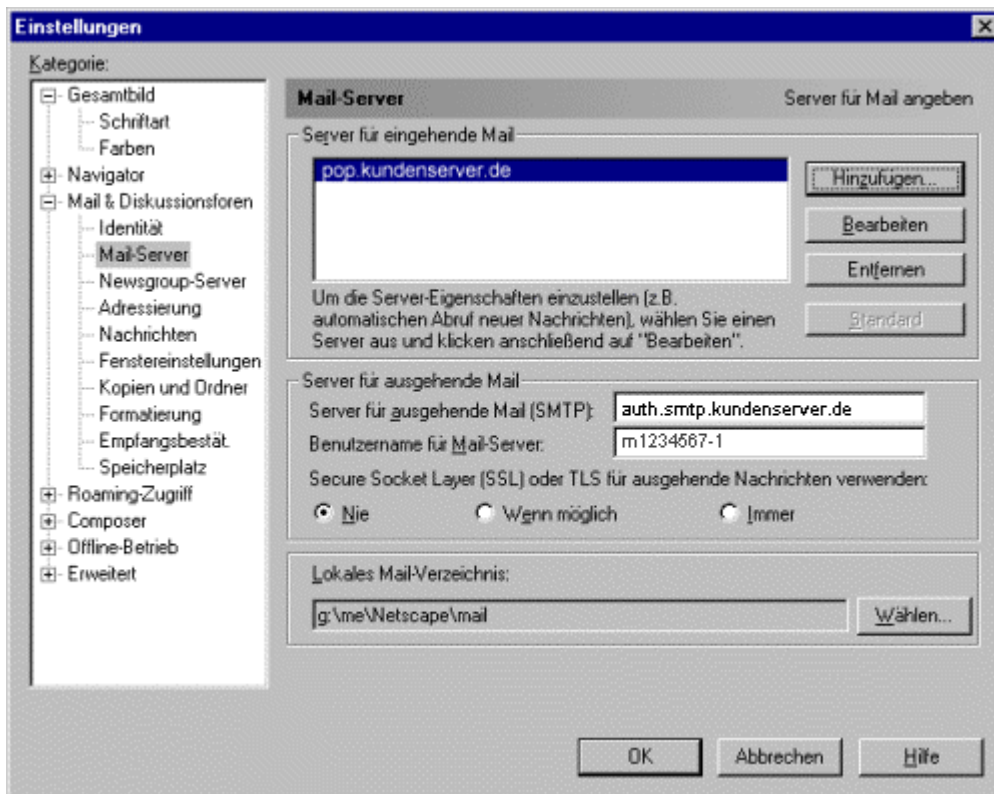 Einstellungen
Kategorie:
Gesamtbild
Schriftart
Farben
Navigator
Mail & Diskussionsforen
Identität
Mail-Server
Newsgroup-Server
Adressierung
Nachrichten
Fenstereinstellungen
Kopien und Ordner
Formatierung
Empfangsbestät.
Speicherplatz
Roaming-Zugriff
Composer
Offline-Betrieb
Erweitert
Mail-Server
Server für Mail angeben
Server für eingehende Mail
pop.kundenserver.de
Hinzufügen...
Bearbeiten
Entfernen
Standard
Um die Server-Eigenschaften einzustellen (z.B.
automatischen Abruf neuer Nachrichten), wählen Sie einen
Server aus und klicken anschließend auf "Bearbeiten".
Server für ausgehende Mail
Server für ausgehende Mail (SMTP): auth.smtp.kundenserver.de
Benutzername für Mail-Server: m1234567-1
Secure Socket Layer (SSL) oder TLS für ausgehende Nachrichten verwenden:
Nie Wenn möglich Immer
Lokales Mail-Verzeichnis:
g:\me\Netscape\mail Wählen...
OK Abbrechen Hilfe